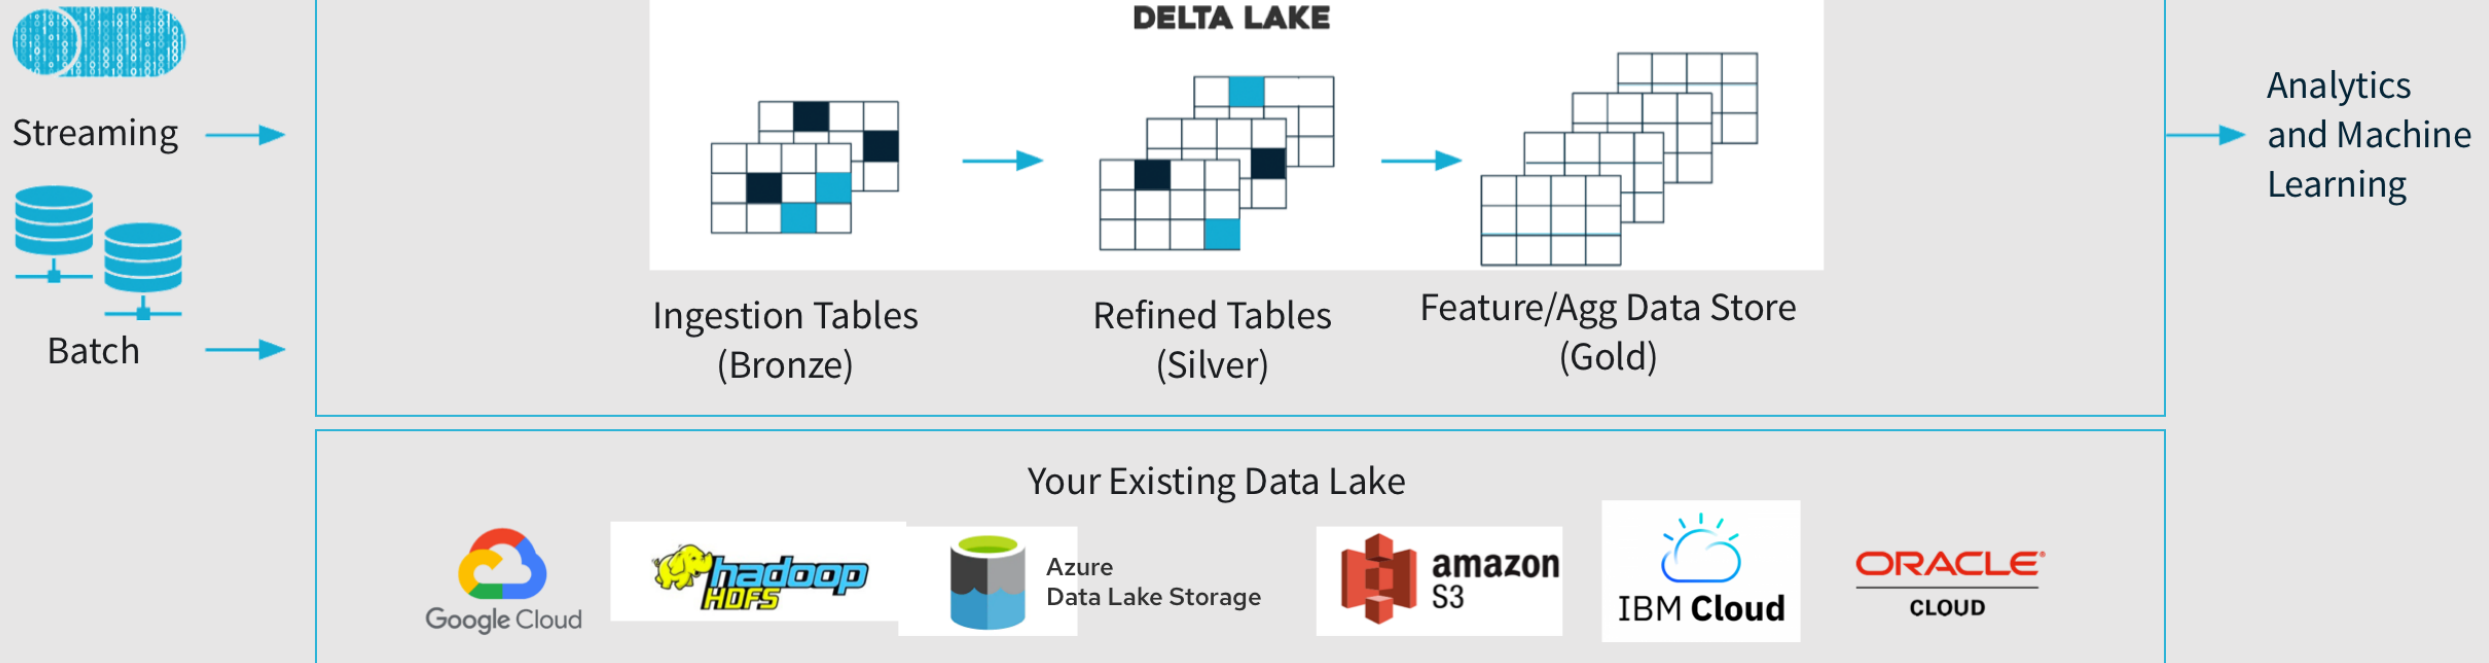 DELTA LAKE
Streaming
Batch
Ingestion Tables
(Bronze)
Refined Tables
(Silver)
Feature/Agg Data Store
(Gold)
Analytics
and Machine
Learning
Your Existing Data Lake
Google Cloud
hadoop
HDFS
Azure
Data Lake Storage
amazon
S3
IBM Cloud
ORACLE
CLOUD